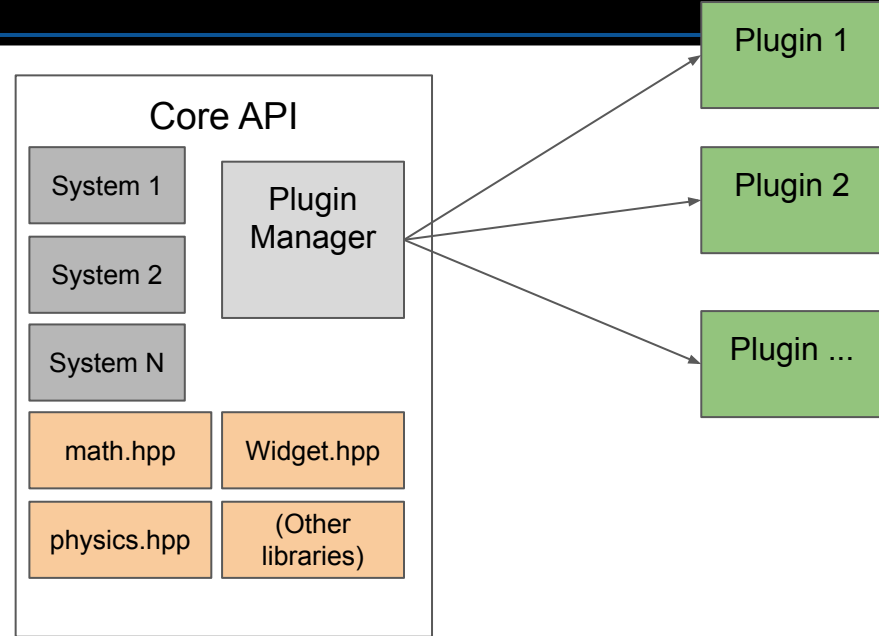 Core API
System 1
System 2
System N
Plugin
Manager
math.hpp
Widget.hpp
physics.hpp
(Other
libraries)
Plugin 1
Plugin 2
Plugin ...